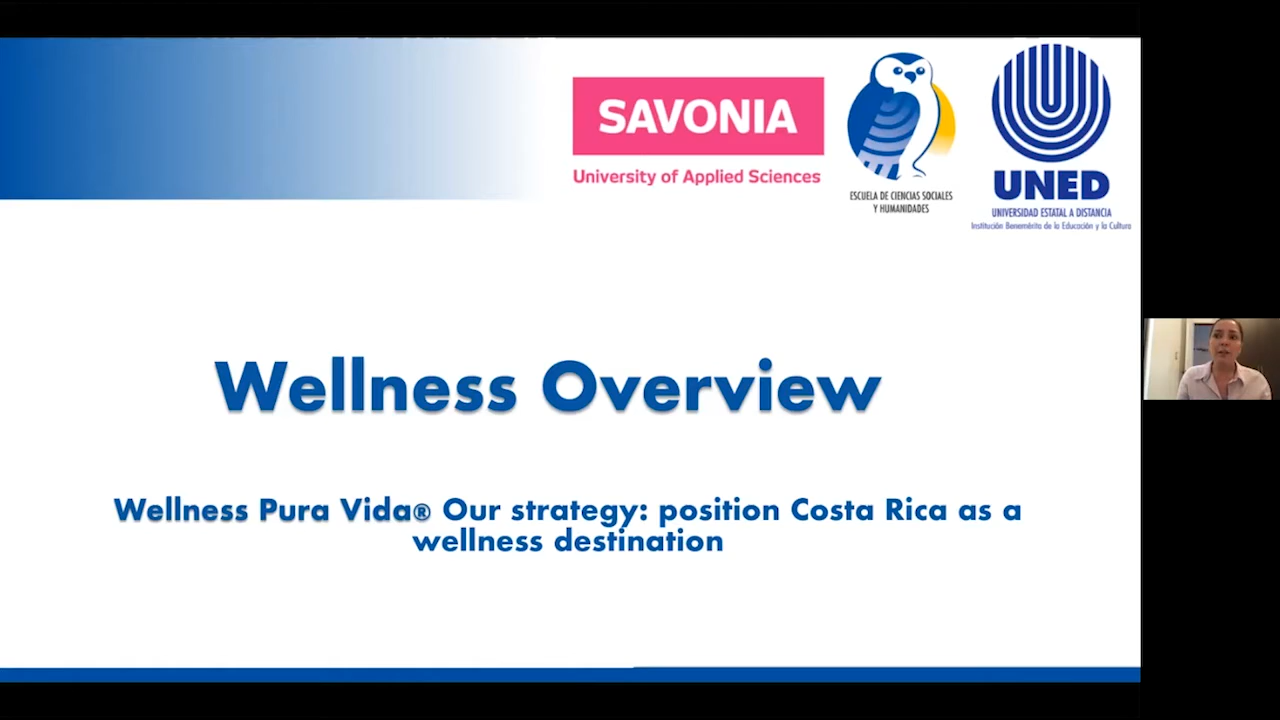 SAVONIA
University of Applied Sciences
ESCUELA DE CIENCIAS SOCIALES
Y HUMANIDADES
UNED
UNIVERSIDAD ESTATAL A DISTANCIA
Institución Benemérita de la Educación y la Cultura
Wellness Overview
Wellness Pura Vida® Our strategy: position Costa Rica as a
wellness destination